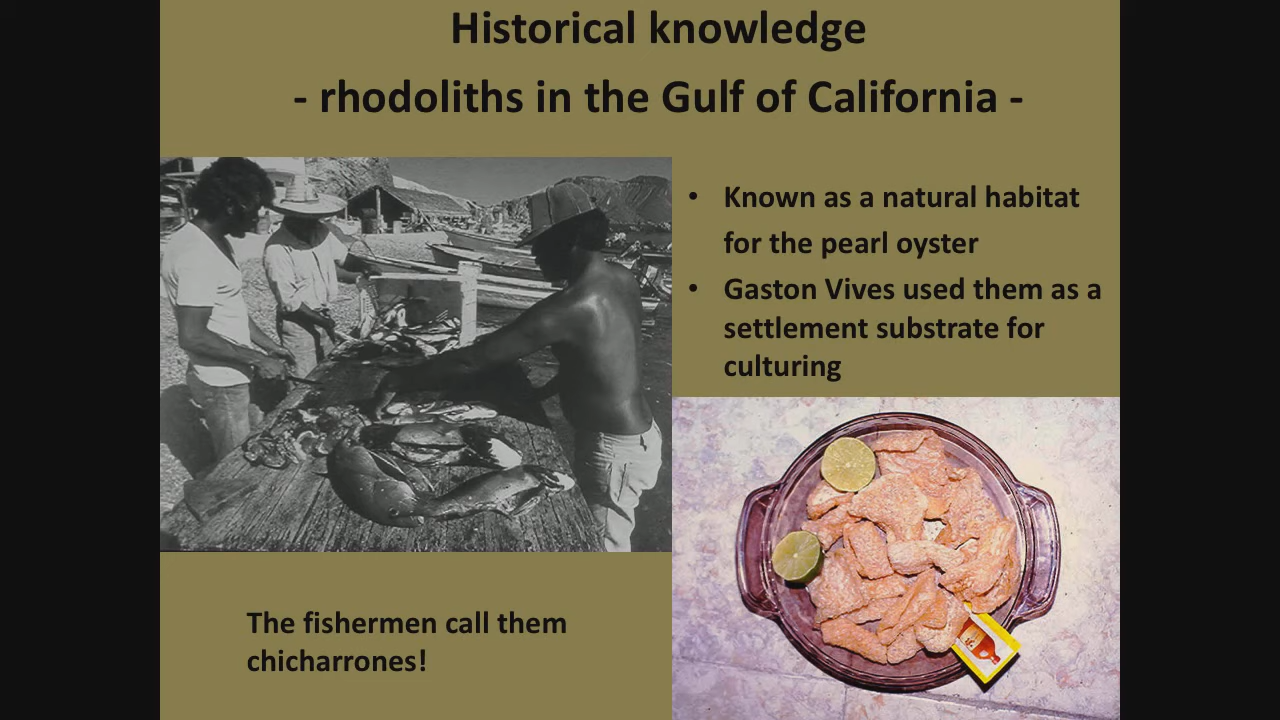 Historical knowledge
- rhodoliths in the Gulf of California -
• Known as a natural habitat
for the pearl oyster
• Gaston Vives used them as a
settlement substrate for
culturing
The fishermen call them
chicharrones!